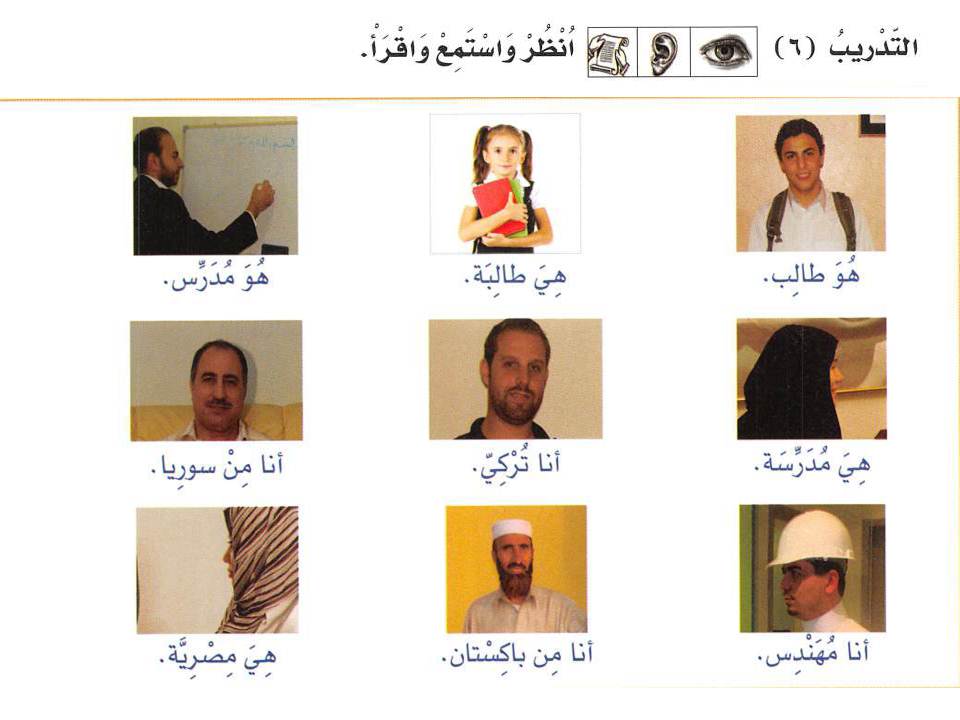 التَّدْريبُ (٦) اُنْظُرْ وَاسْتَمِعْ وَاقْرَأْ.
هُوَ طالِب.
هِيَ طالِبَة.
هُوَ مُدَرِّس.
هِيَ مُدَرِّسَة.
أنا تُرْكِيّ.
أنا مِنْ سورِيا.
أنا مُهَنْدِس.
أنا مِن باكِسْتان.
هِيَ مِصْرِيَّة.